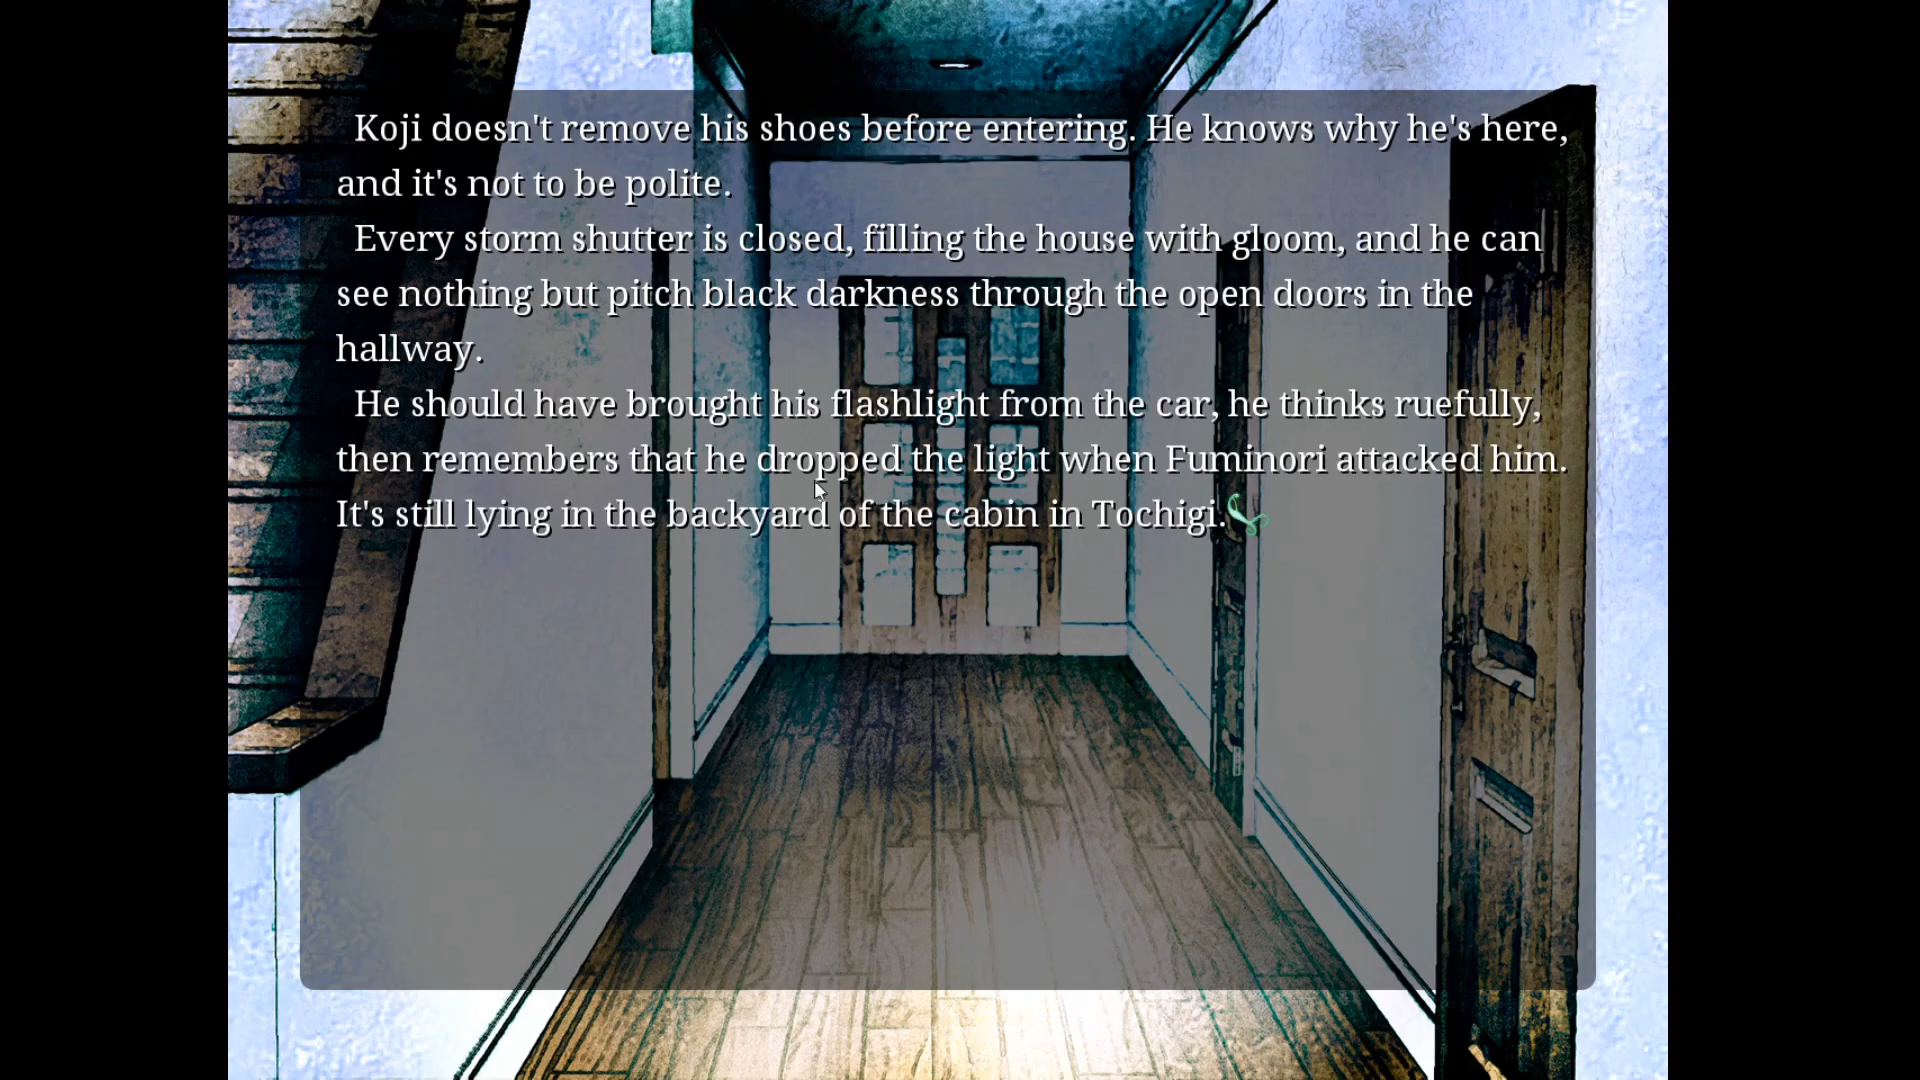 Koji doesn't remove his shoes before entering. He knows why he's here,
and it's not to be polite.
Every storm shutter is closed, filling the house with gloom, and he can
see nothing but pitch black darkness through the open doors in the
hallway.
He should have brought his flashlight from the car, he thinks ruefully,
then remembers that he dropped the light when Fuminori attacked him.
It's still lying in the backyard of the cabin in Tochigi.